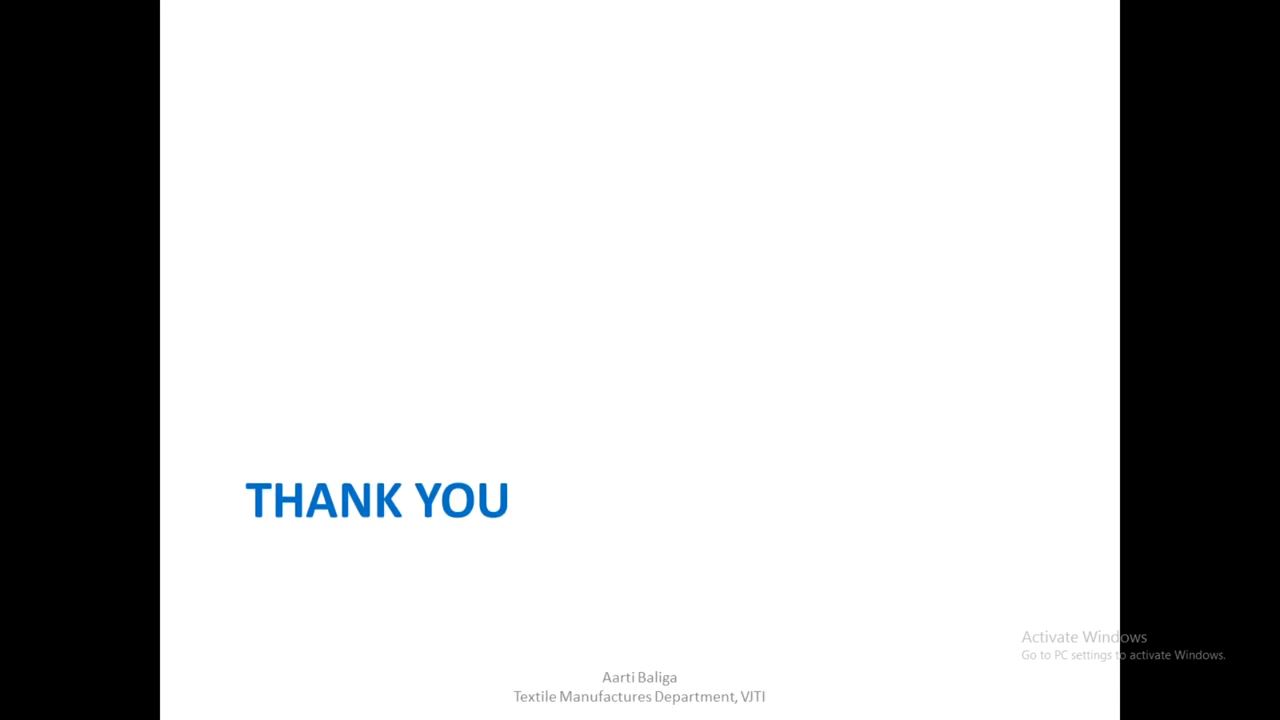 THANK YOU
Activate Windows
Go to PC settings to activate Windows.
Aarti Baliga
Textile Manufactures Department, VJTI